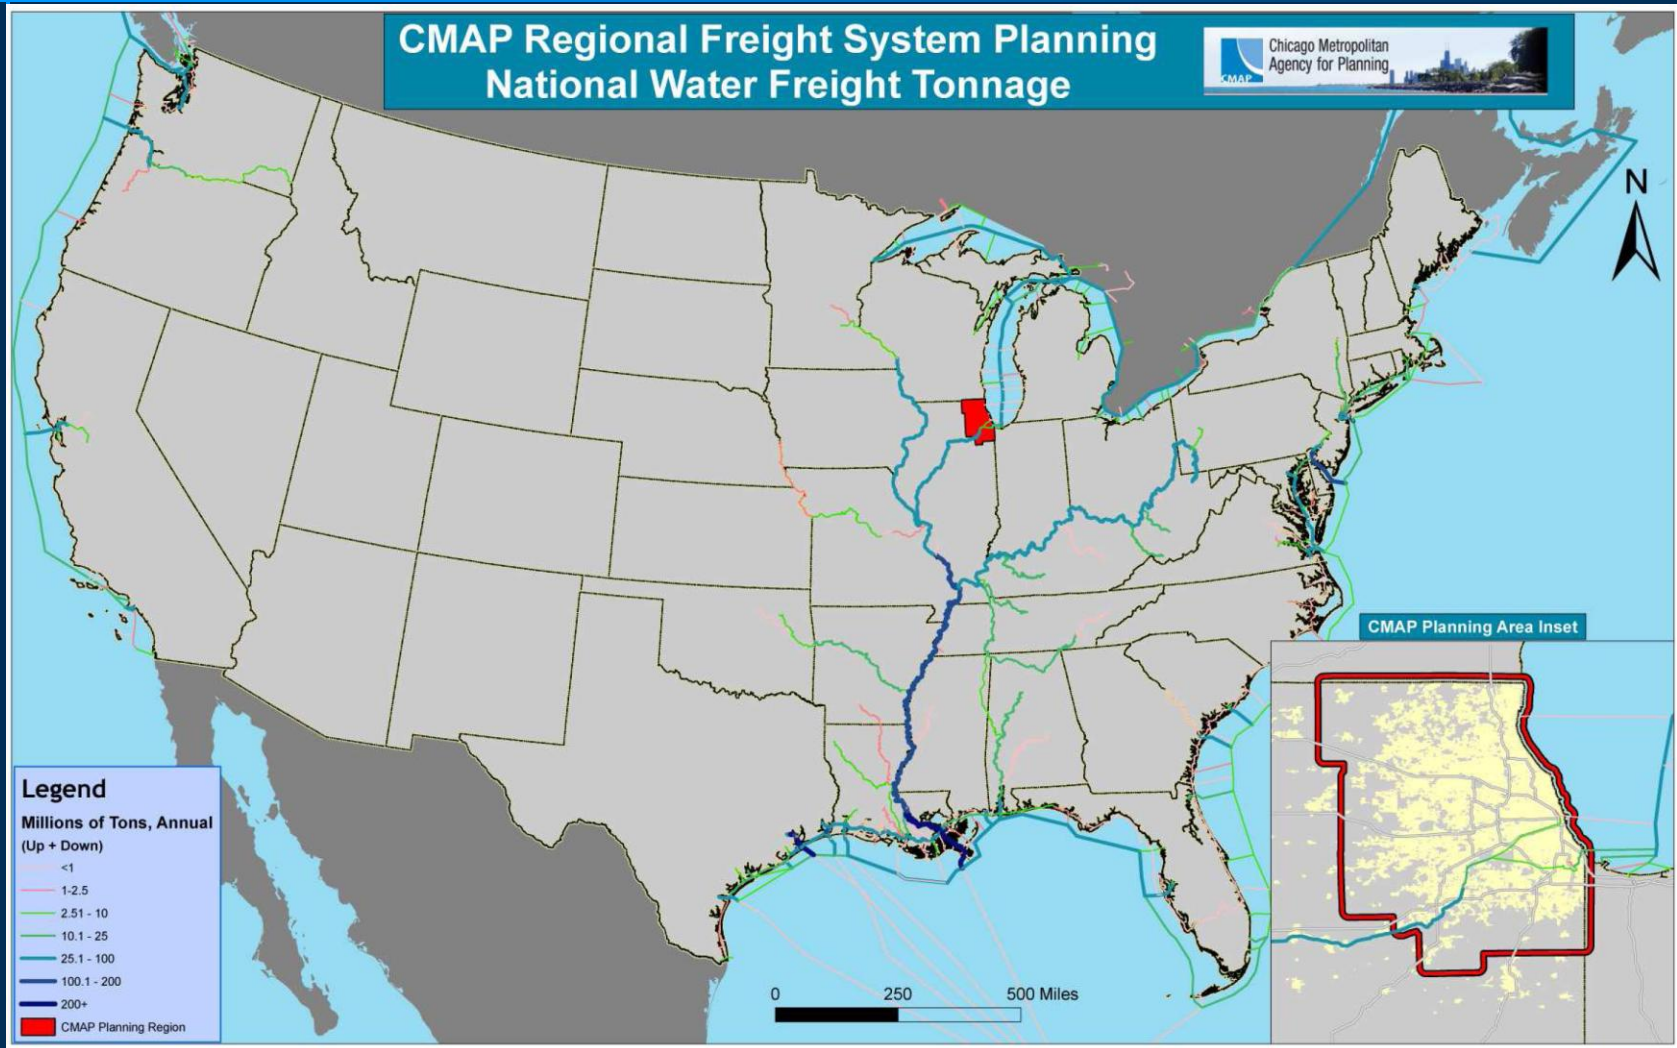 CMAP Regional Freight System Planning
National Water Freight Tonnage
Chicago Metropolitan
Agency for Planning
CMAP
N
CMAP Planning Area Inset
Legend
Millions of Tons, Annual
(Up + Down)
<1
1-2.5
2.51 - 10
10.1 - 25
25.1 - 100
100.1 - 200
200+
CMAP Planning Region
0 250 500 Miles